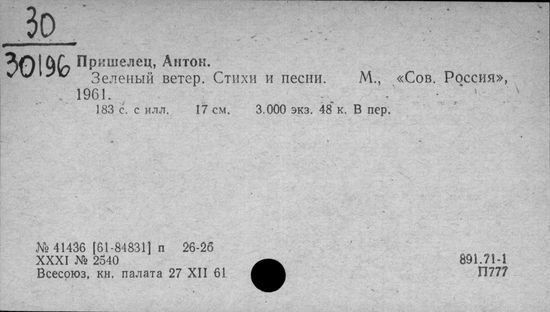 30
30196
Пришелец, Антон.
Зеленый ветер. Стихи и песни. М., «Сов. Россия»,
1961.
183 с. с илл. 17 см. 3.000 экз. 48 к. В пер.
№ 41436 [61-84831] п 26-2б
XXXI № 2540
Всесоюз, кн. палата 27 XII 61
891.71-1
П777